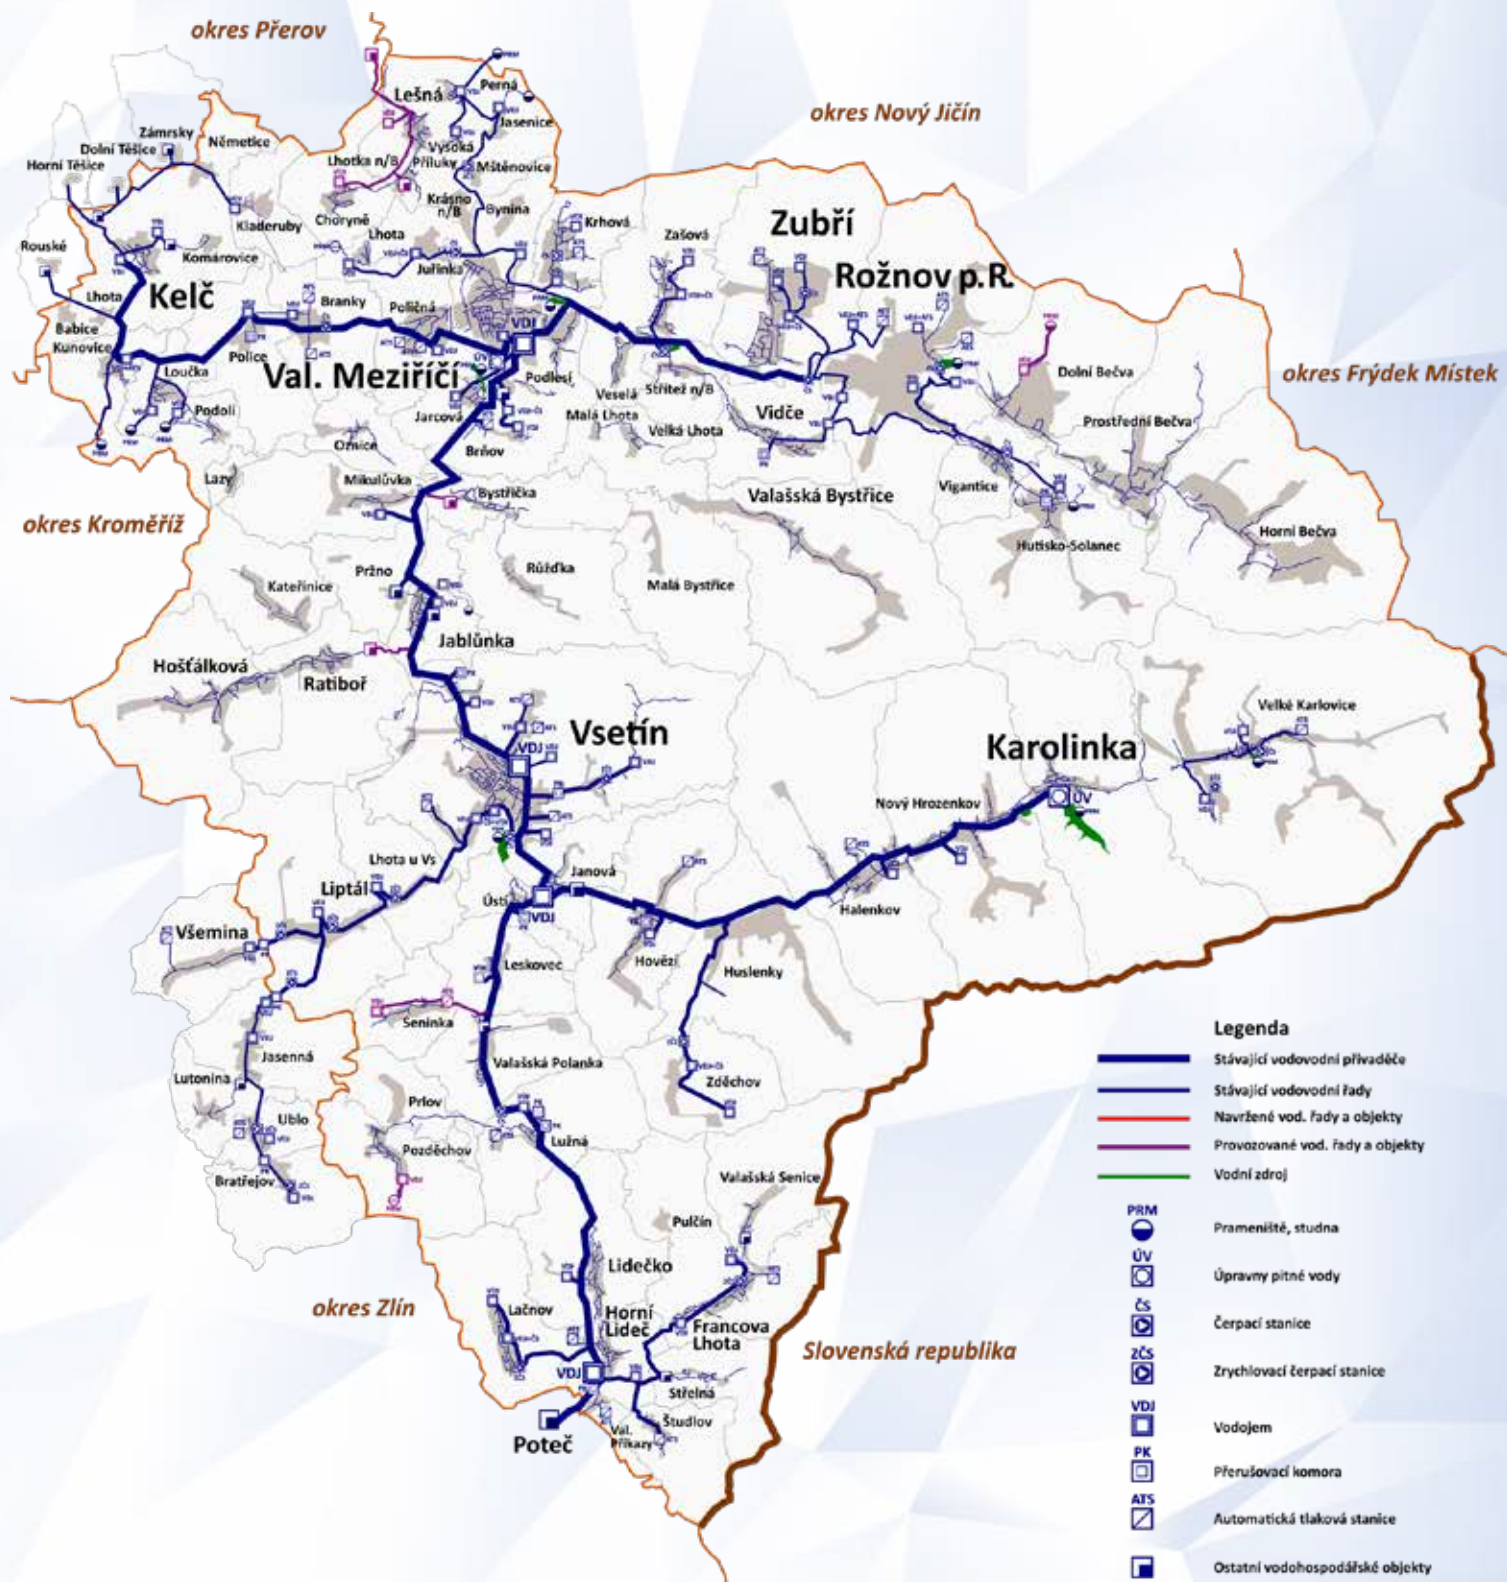 okres Přerov
Lešná
Perná
okres Nový Jičín
Jasenice
Zámrsky
Němetice
Dolní Těšice
Horní Těšice
Vysoká
Lhotka n/B
Příluky
Mštěnovice
Krásno
n/B
Bynina
Choryně
Kladeruby
Lhota
Krhová
Zašová
Zubří
Rouské
Komárovice
Juřinka
Rožnov p.R.
Lhota
Kelč
Branky
Poličná
VDJ
Babice
Kunovice
Police
Loučka
Val. Meziříčí
Podlesí
Veselá
Střítež n/B
Dolní Bečva
okres Frýdek Místek
Podolí
Jarcová
Malá Lhota
Vidče
Velká Lhota
Prostřední Bečva
Oznice
Brňov
Lazy
Mikulůvka
Bystřička
Valašská Bystřice
Vigantice
okres Kroměříž
Horní Bečva
Hutisko-Solanec
Pržno
Růžďka
Kateřinice
Malá Bystřice
Jablůnka
Hošťálková
Ratiboř
Velké Karlovice
Vsetín
Karolinka
VDJ
Nový Hrozenkov
ÚV
Lhota u Vs
Janová
Liptál
Ústí
VDJ
Halenkov
Všemina
Hovězí
Leskovec
Huslenky
Seninka
Jasenná
Valašská Polanka
Lutonina
Zděchov
Prlov
Ublo
Lužná
Pozděchov
Bratřejov
Valašská Senice
Pulčín
Lidečko
okres Zlín
Lačnov
Horní
Lideč
Francova
Lhota
Slovenská republika
VDJ
Střelná
Študlov
Val.
Příkazy
Poteč
Legenda
Stávající vodovodní přivaděče
Stávající vodovodní řady
Navržené vod. řady a objekty
Provozované vod. řady a objekty
Vodní zdroj
PRM
Prameniště, studna
ÚV
Úpravny pitné vody
ČS
Čerpací stanice
ZČS
Zrychlovací čerpací stanice
VDJ
Vodojem
PK
Přerušovací komora
ATS
Automatická tlaková stanice
Ostatní vodohospodářské objekty